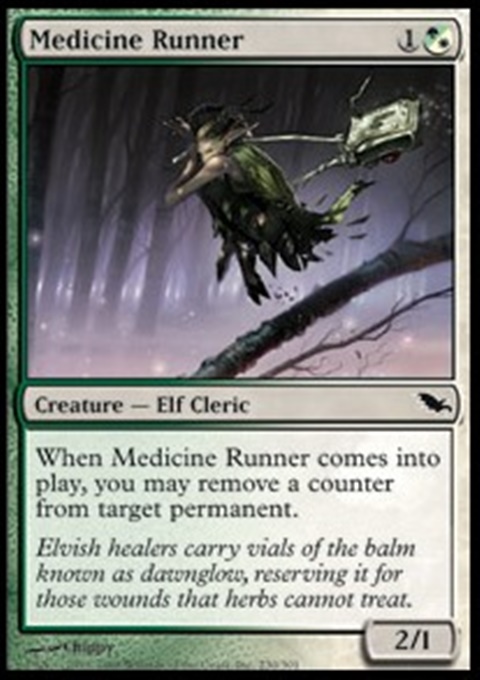 Medicine Runner 1
Creature — Elf Cleric
When Medicine Runner comes into
play, you may remove a counter
from target permanent.
Elvish healers carry vials of the balm
known as dawnglow, reserving it for
those wounds that herbs cannot treat.
2/1
Chippy